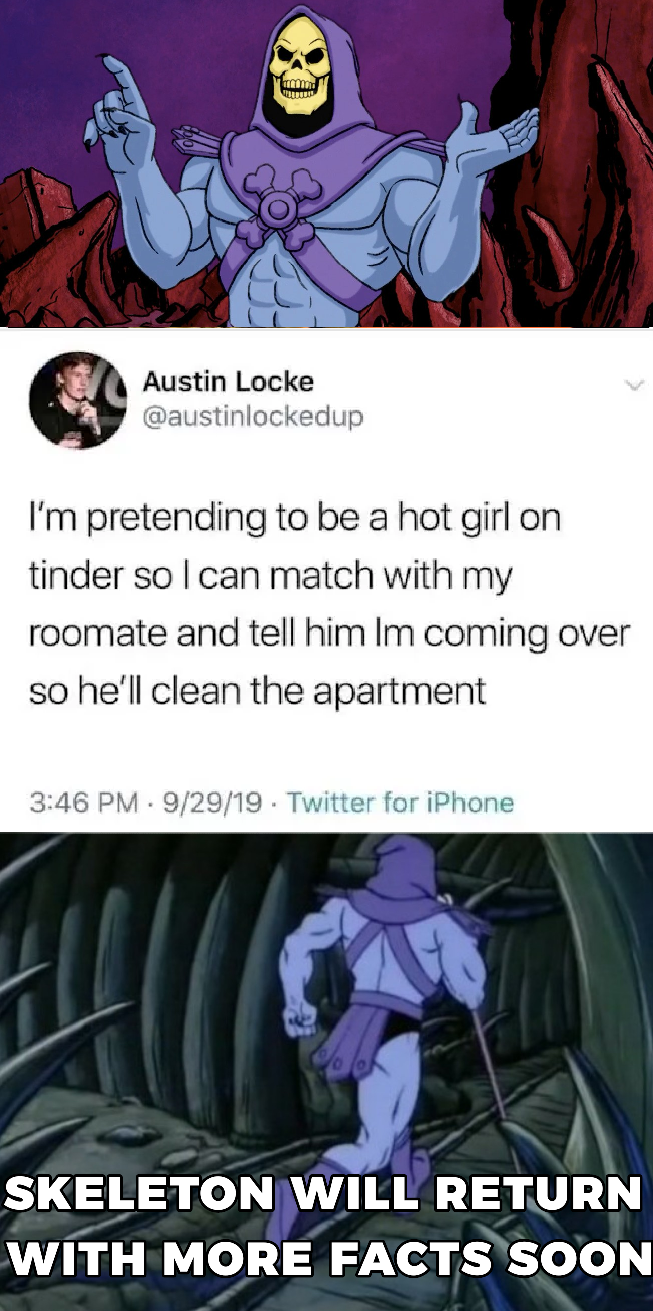 Austin Locke
@austinlockedup
I'm pretending to be a hot girl on
tinder so I can match with my
roomate and tell him Im coming over
so he'll clean the apartment
3:46 PM · 9/29/19 · Twitter for iPhone
SKELETON WILL RETURN
WITH MORE FACTS SOON